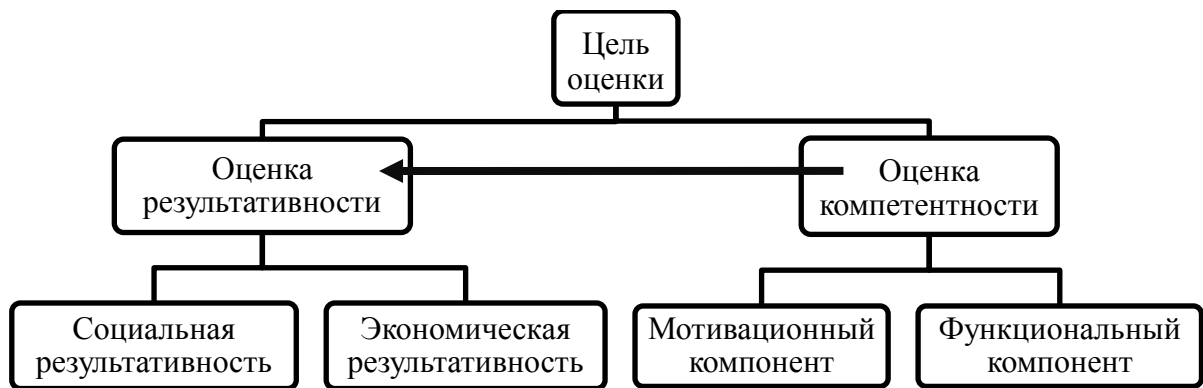 Цель
оценки
Оценка
результативности
Оценка
компетентности
Социальная
результативность
Экономическая
результативность
Мотивационный
компонент
Функциональный
компонент